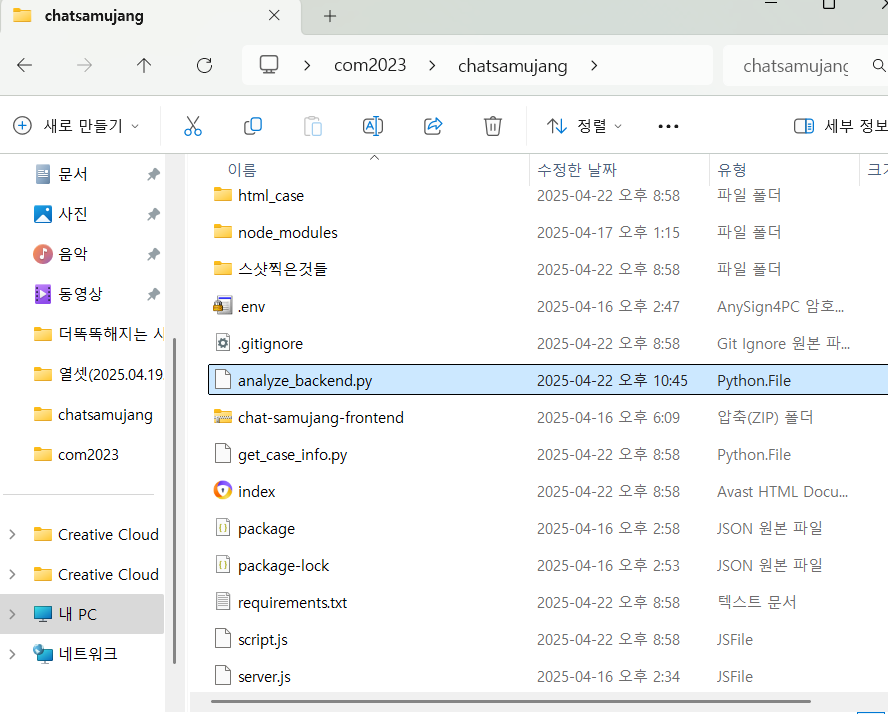 chatsamujang
com2023
chatsamujang
chatsamujang
새로 만들기
정렬
세부 정보
이름
수정한 날짜
유형
크기
문서
사진
음악
동영상
더똑똑해지는 시
열셋(2025.04.19
chatsamujang
com2023
Creative Cloud
Creative Cloud
내 PC
네트워크
html_case 2025-04-22 오후 8:58 파일 폴더
node_modules 2025-04-17 오후 1:15 파일 폴더
스샷찍은것들 2025-04-22 오후 8:58 파일 폴더
.env 2025-04-16 오후 2:47 AnySign4PC 암호...
.gitignore 2025-04-22 오후 8:58 Git Ignore 원본 파...
analyze_backend.py 2025-04-22 오후 10:45 Python.File
chat-samujang-frontend 2025-04-16 오후 6:09 압축(ZIP) 폴더
get_case_info.py 2025-04-22 오후 8:58 Python.File
index 2025-04-22 오후 8:58 Avast HTML Docu...
package 2025-04-16 오후 2:58 JSON 원본 파일
package-lock 2025-04-16 오후 2:53 JSON 원본 파일
requirements.txt 2025-04-22 오후 8:58 텍스트 문서
script.js 2025-04-22 오후 8:58 JSFile
server.js 2025-04-16 오후 2:34 JSFile